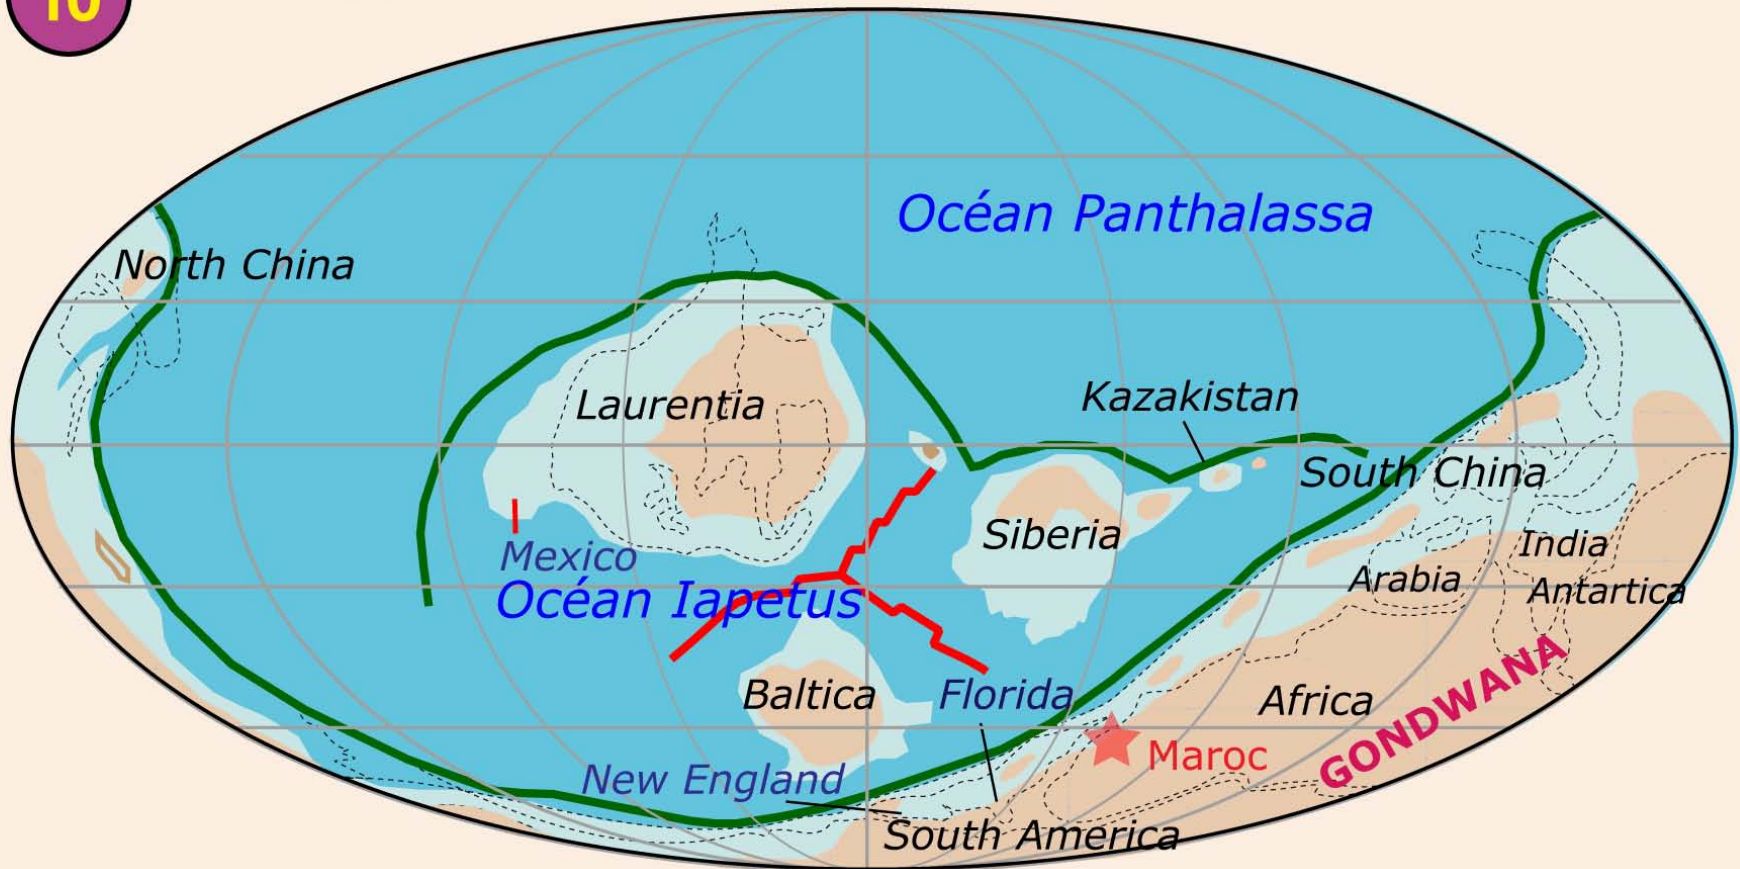 10
Océan Panthalassa
North China
Laurentia
Kazakistan
South China
Siberia
Mexico
India
Arabia
Antartica
Océan Iapetus
Baltica
Florida
Africa
GONDWANA
Maroc
New England
South America